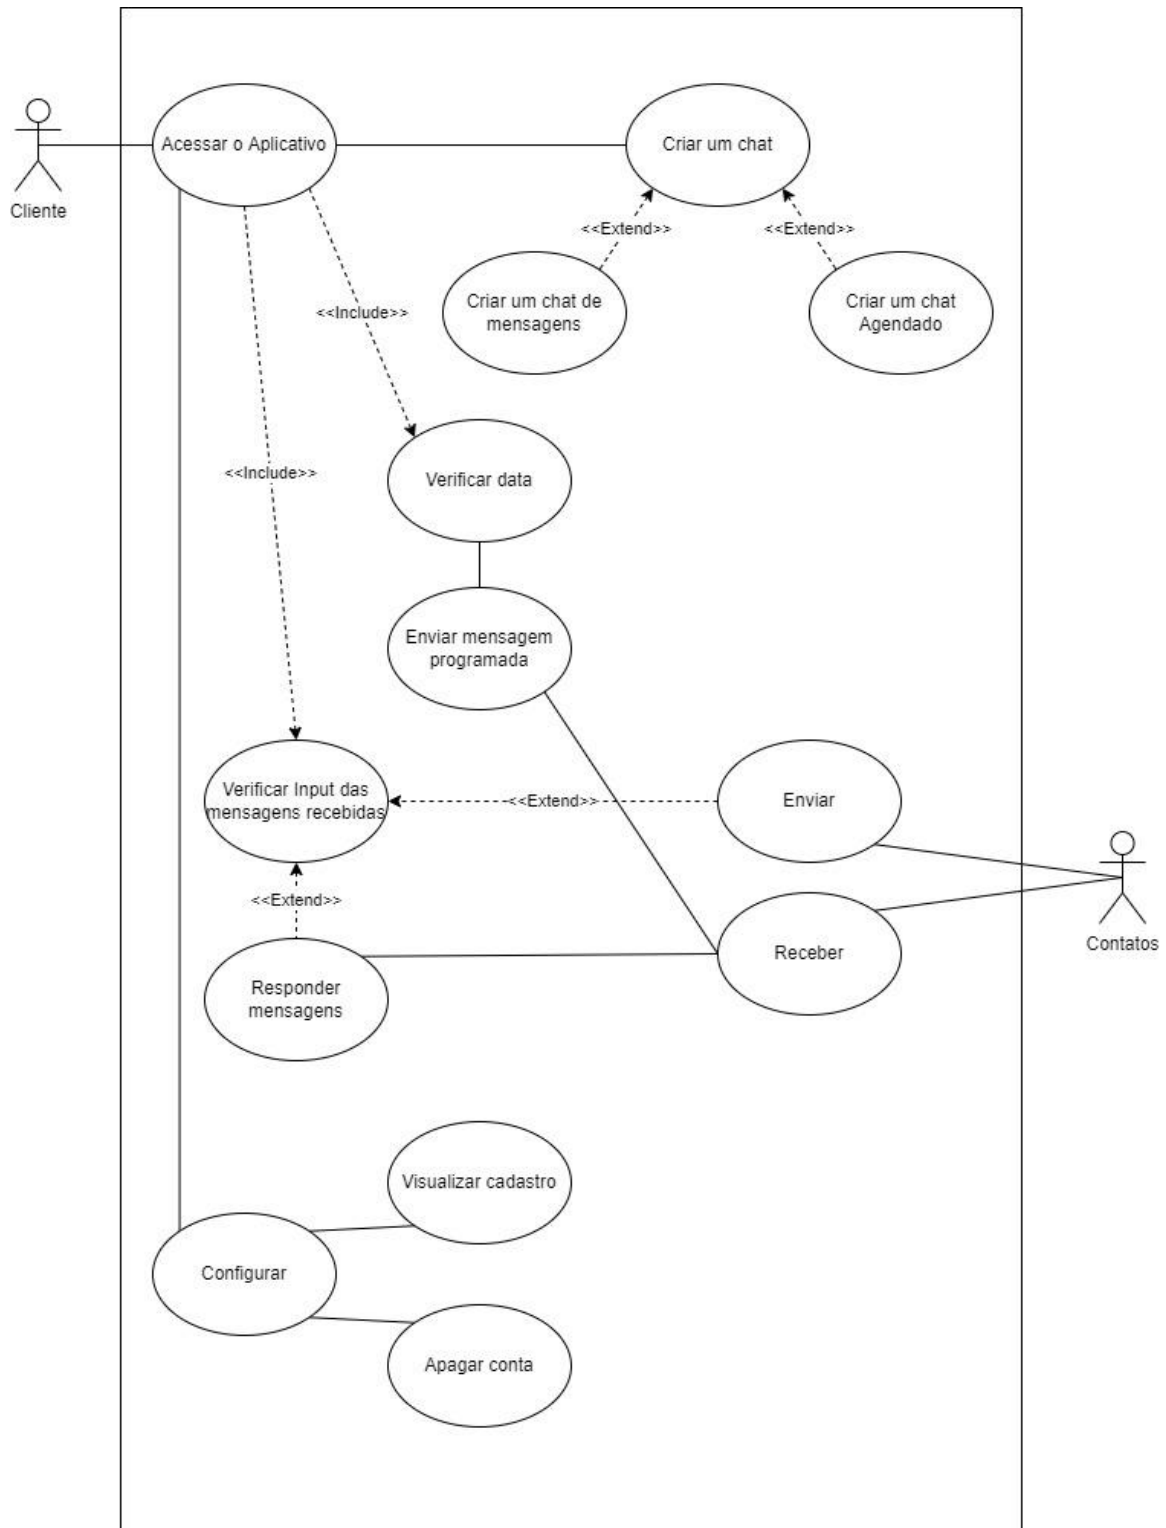 Acessar o Aplicativo
Criar um chat
Cliente
<<Extend>>
<<Extend>>
Criar um chat de
mensagens
Criar um chat
Agendado
<<Include>>
<<Include>>
Verificar data
Enviar mensagem
programada
Verificar Input das
mensagens recebidas
<<Extend>>
Enviar
<<Extend>>
Contatos
Receber
Responder
mensagens
Visualizar cadastro
Configurar
Apagar conta